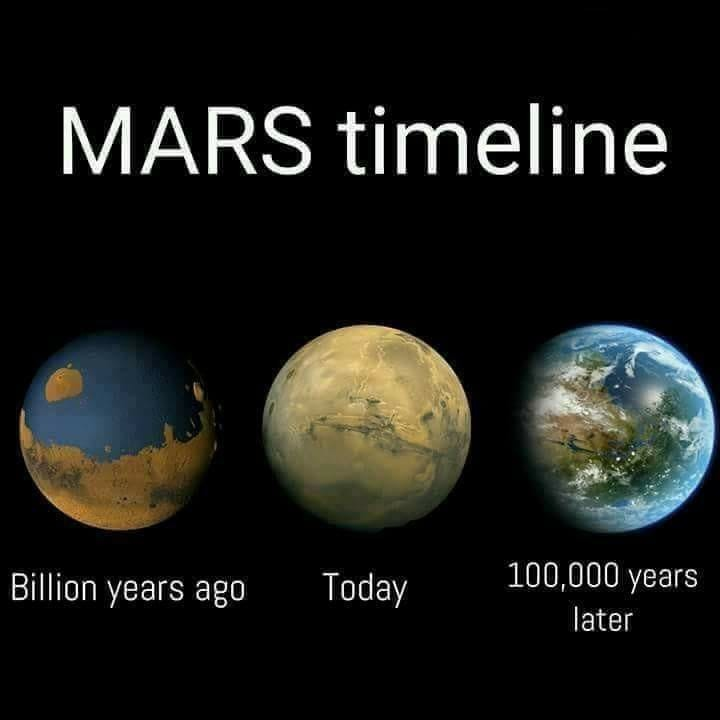 MARS timeline
Billion years ago
Today
100,000 years
later